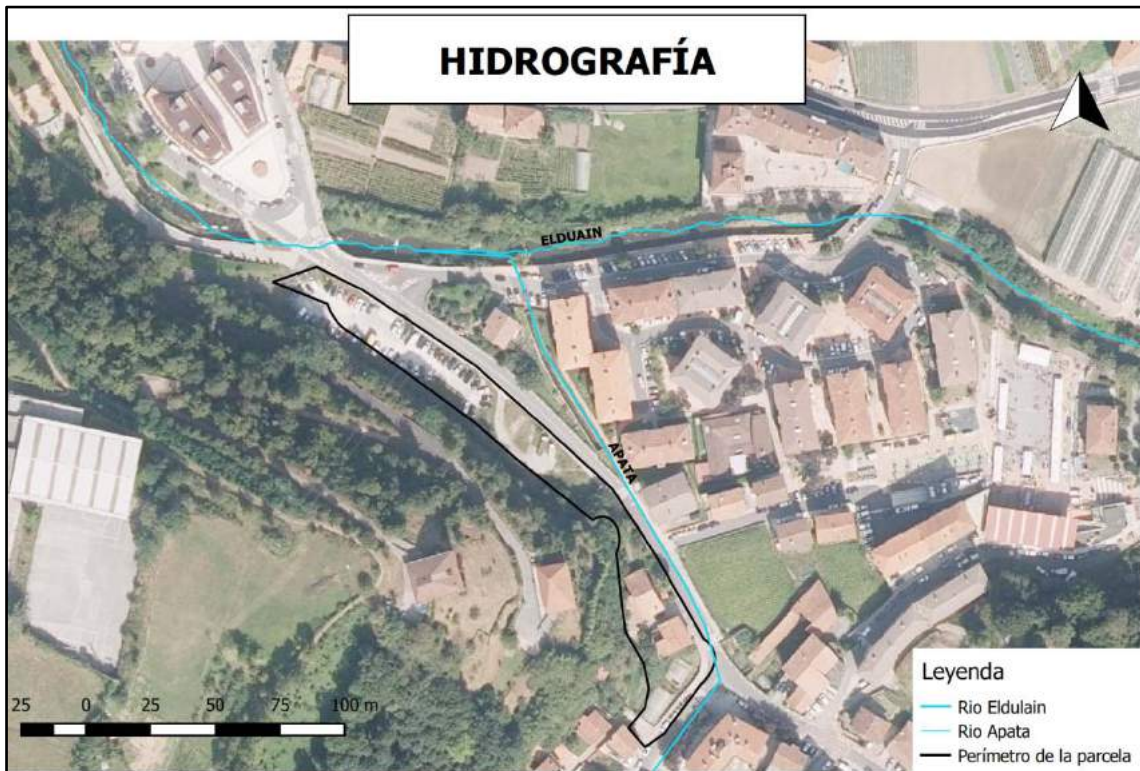 HIDROGRAFÍA
ELDUAIN
APATA
Leyenda
Rio Eldulain
Rio Apata
Perímetro de la parcela
25 0 25 50 75 100 m